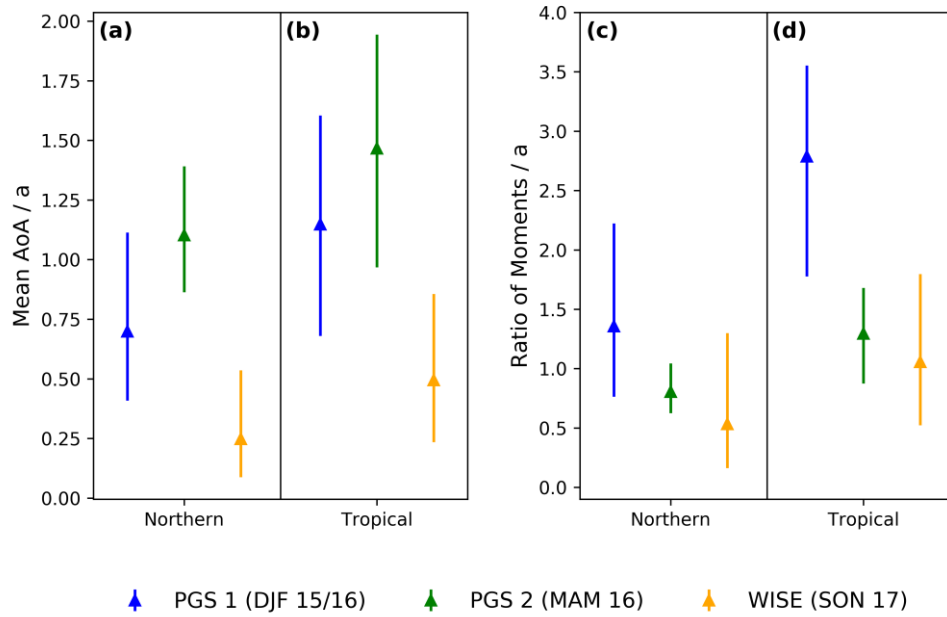 (a)
(b)
2.00
1.75
1.50
1.25
1.00
0.75
0.50
0.25
0.00
Mean AoA / a
Northern
Tropical
(c)
(d)
4.0
3.5
3.0
2.5
2.0
1.5
1.0
0.5
0.0
Ratio of Moments / a
Northern
Tropical
PGS 1 (DJF 15/16)
PGS 2 (MAM 16)
WISE (SON 17)